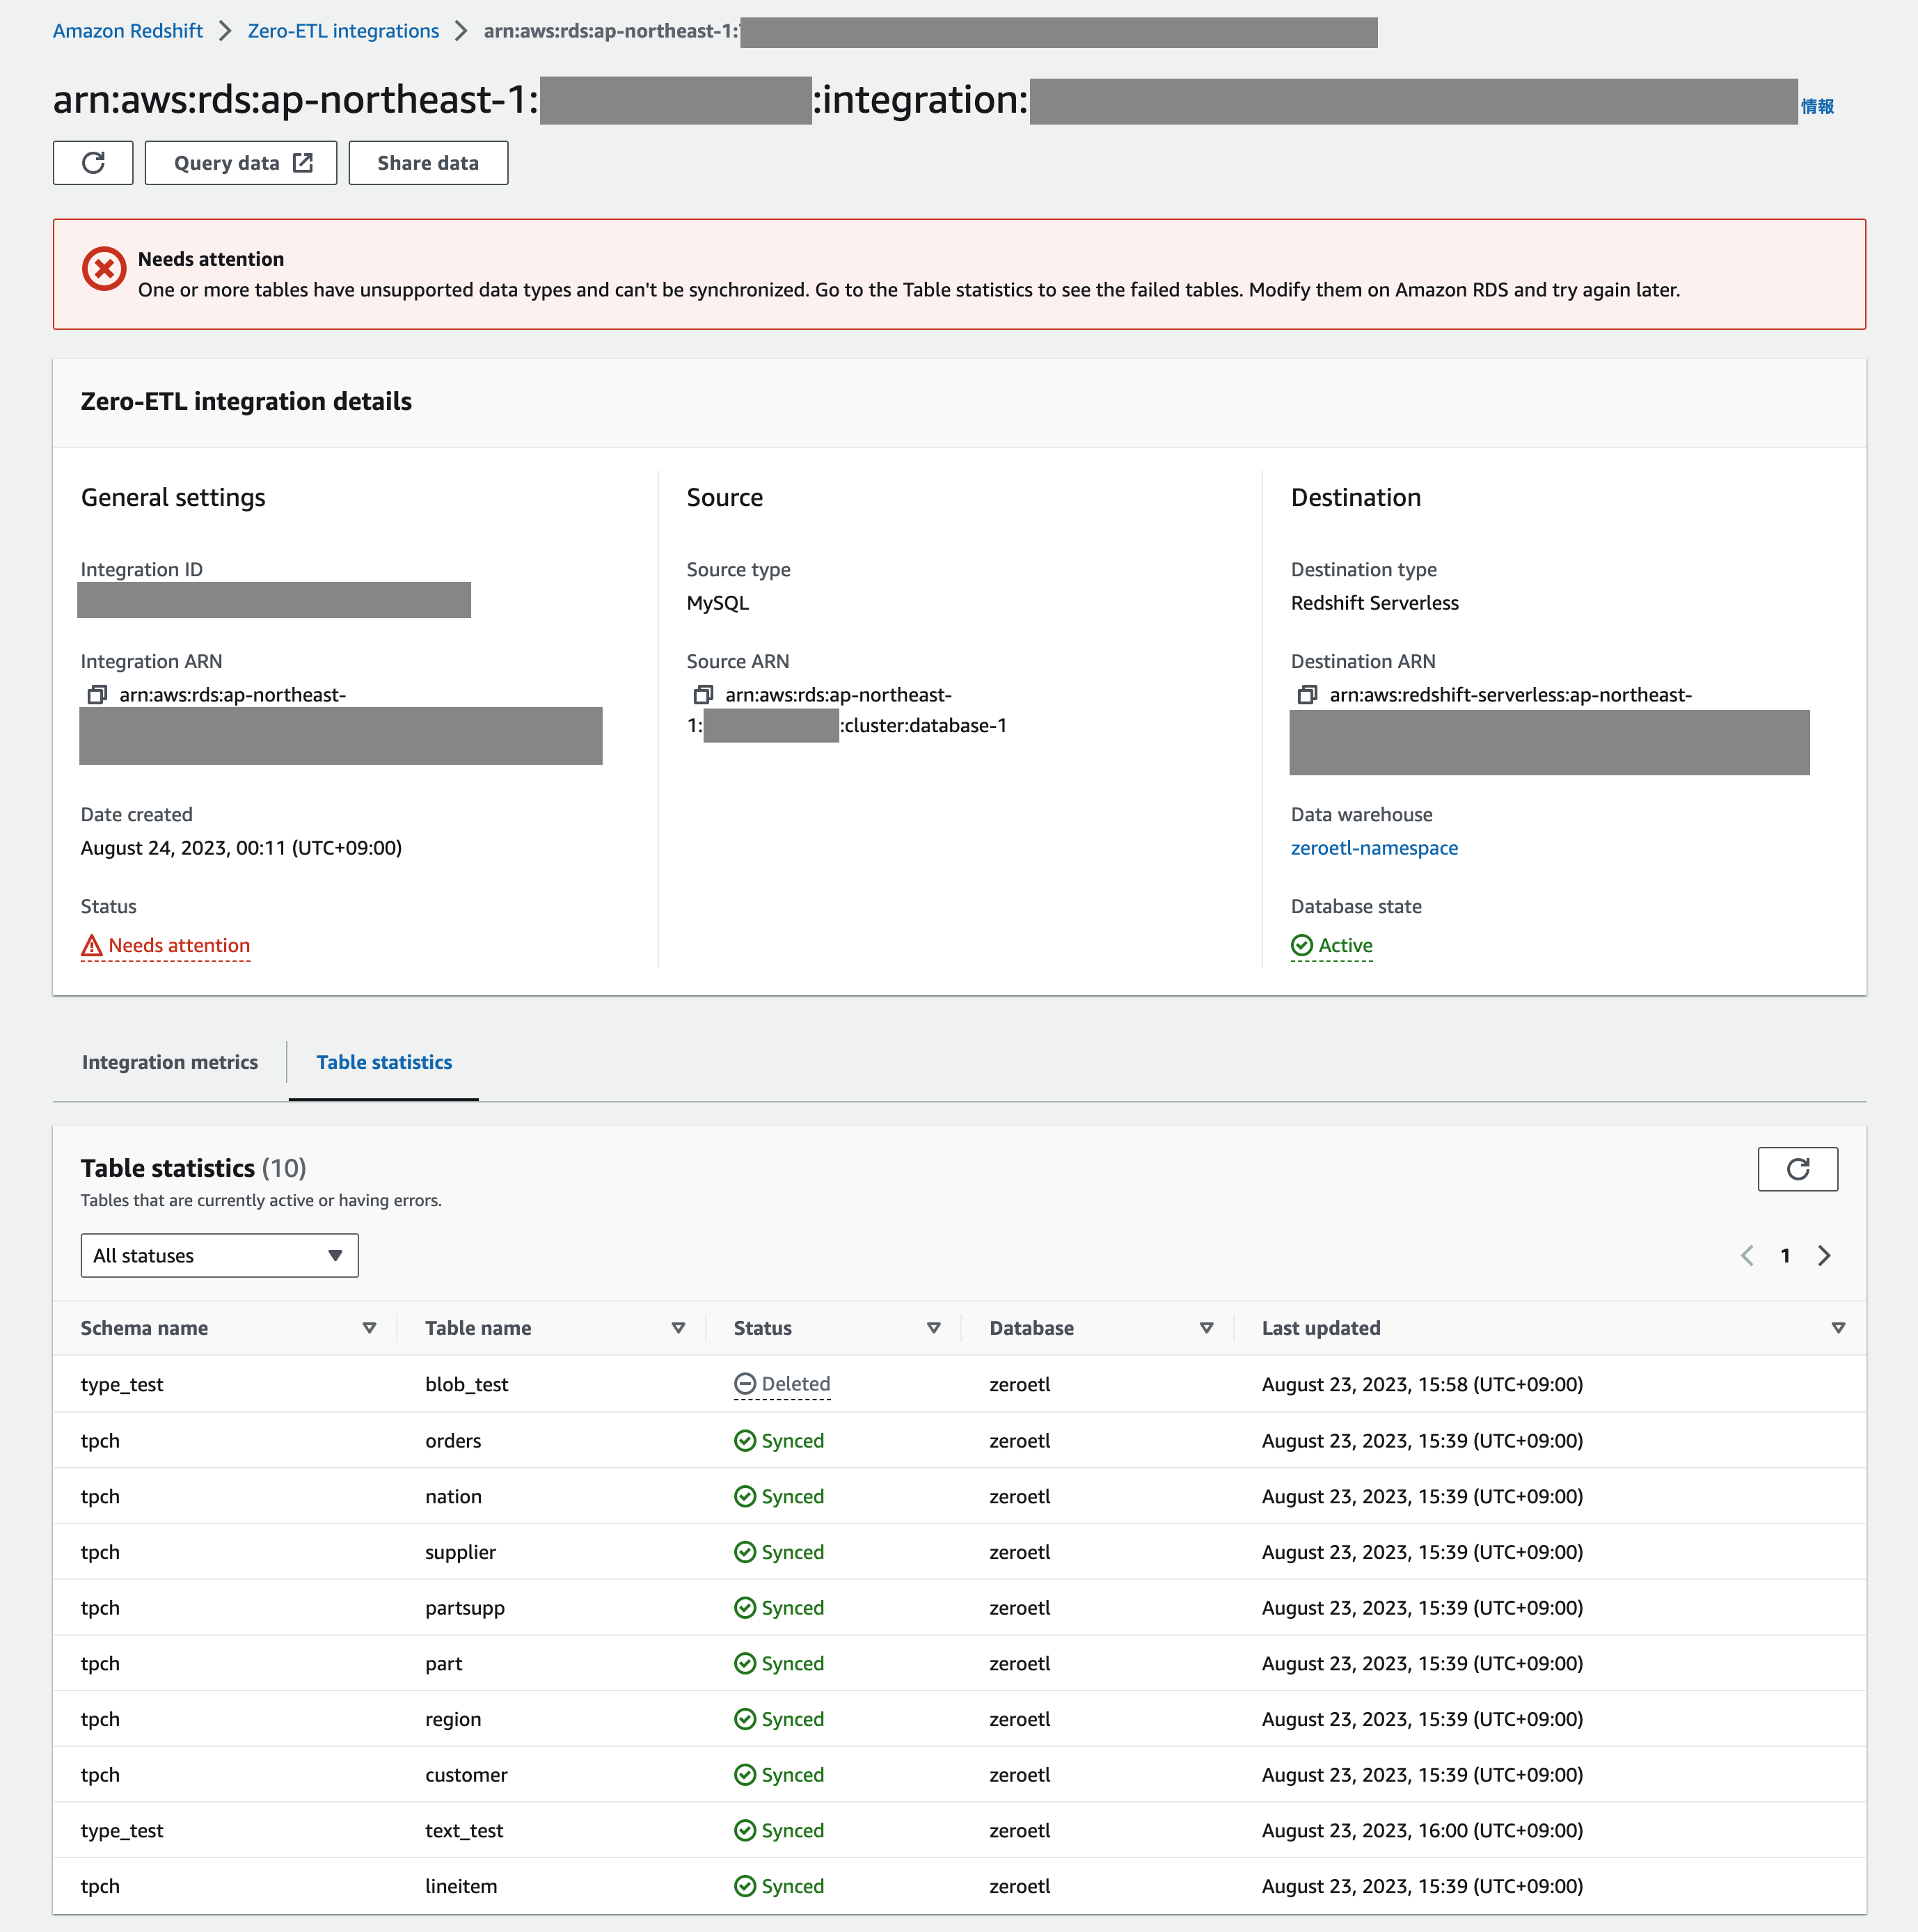 Amazon Redshift > Zero-ETL integrations > arn:aws:rds:ap-northeast-1:
arn:aws:rds:ap-northeast-1: :integration: 情報
Query data Share data
Needs attention
One or more tables have unsupported data types and can't be synchronized. Go to the Table statistics to see the failed tables. Modify them on Amazon RDS and try again later.
Zero-ETL integration details
General settings
Integration ID
Integration ARN
arn:aws:rds:ap-northeast-
Date created
August 24, 2023, 00:11 (UTC+09:00)
Status
Needs attention
Source
Source type
MySQL
Source ARN
arn:aws:rds:ap-northeast-
1: :cluster:database-1
Destination
Destination type
Redshift Serverless
Destination ARN
arn:aws:redshift-serverless:ap-northeast-
Data warehouse
zeroetl-namespace
Database state
Active
Integration metrics Table statistics
Table statistics (10)
Tables that are currently active or having errors.
All statuses 1
Schema name Table name Status Database Last updated
type_test blob_test Deleted zeroetl August 23, 2023, 15:58 (UTC+09:00)
tpch orders Synced zeroetl August 23, 2023, 15:39 (UTC+09:00)
tpch nation Synced zeroetl August 23, 2023, 15:39 (UTC+09:00)
tpch supplier Synced zeroetl August 23, 2023, 15:39 (UTC+09:00)
tpch partsupp Synced zeroetl August 23, 2023, 15:39 (UTC+09:00)
tpch part Synced zeroetl August 23, 2023, 15:39 (UTC+09:00)
tpch region Synced zeroetl August 23, 2023, 15:39 (UTC+09:00)
tpch customer Synced zeroetl August 23, 2023, 15:39 (UTC+09:00)
type_test text_test Synced zeroetl August 23, 2023, 16:00 (UTC+09:00)
tpch lineitem Synced zeroetl August 23, 2023, 15:39 (UTC+09:00)